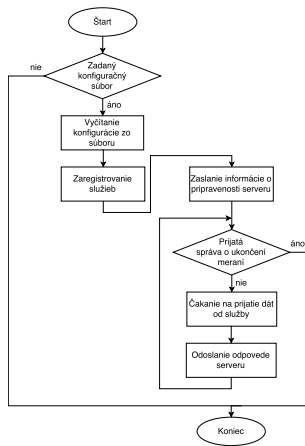 Štart
nie
Zadaný
konfiguračný
súbor
áno
Vyčítanie
konfigurácie zo
súboru
Zaregistrovanie
služieb
Zaslanie informácie o
pripravenosti serveru
Prijatá
správa o ukončení
meraní
áno
nie
Čakanie na prijatie dát
od služby
Odoslanie odpovede
serveru
Koniec